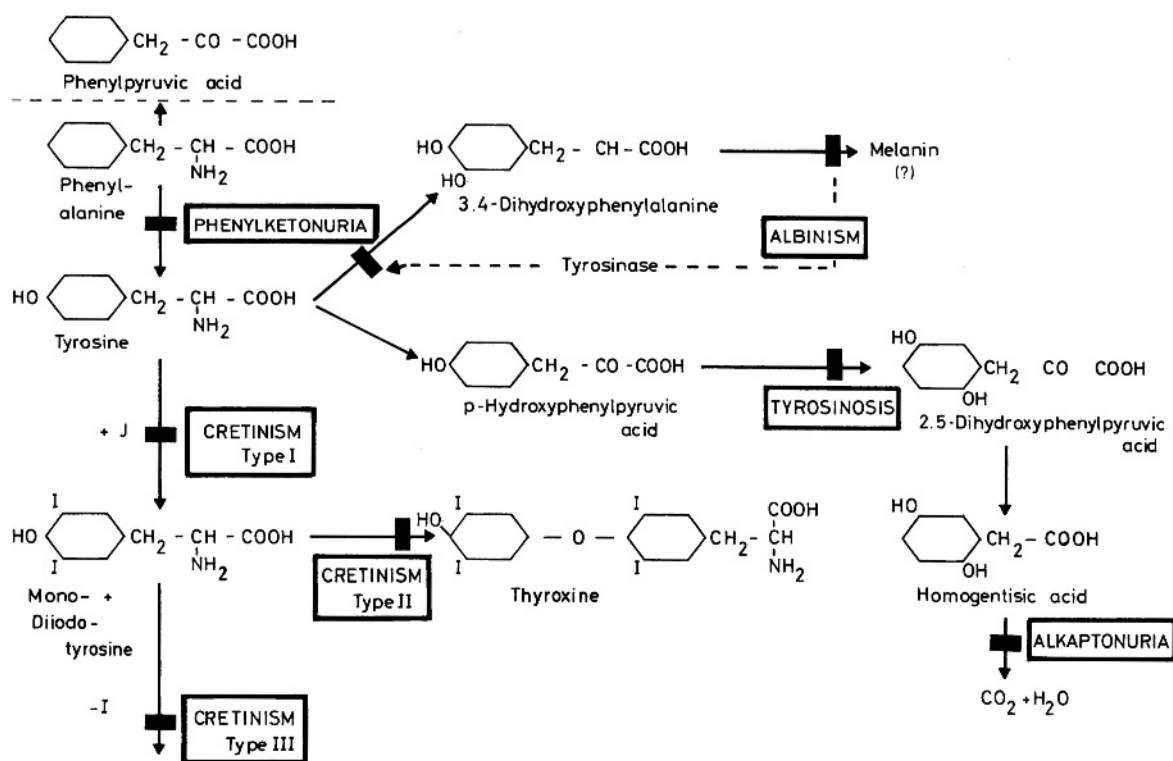 CH2 - CO - COOH
Phenylpyruvic acid
CH2 - CH - COOH
NH2
Phenyl-
alanine
PHENYLKETONURIA
HO
HO
CH2 - CH - COOH
3.4-Dihydroxyphenylalanine
Melanin
(?)
ALBINISM
Tyrosinase
HO
CH2 - CH - COOH
NH2
Tyrosine
HO
CH2 - CO - COOH
p-Hydroxyphenylpyruvic
acid
TYROSINOSIS
HO
CH2 CO COOH
OH
2.5-Dihydroxyphenylpyruvic
acid
+ J
CRETINISM
Type I
I
HO
I
CH2 - CH - COOH
NH2
Mono- +
Diiodo-
tyrosine
CRETINISM
Type II
I
HO
I
- O -
I
I
COOH
CH2 - CH
NH2
Thyroxine
HO
CH2 - COOH
OH
Homogentisic acid
ALKAPTONURIA
CO2 + H2O
-I
CRETINISM
Type III